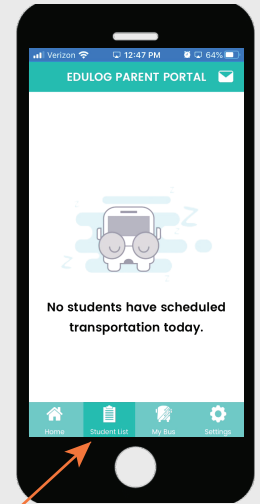 Verizon 12:47 PM 64%
EDULOG PARENT PORTAL
z
Z
Z
z
No students have scheduled
transportation today.
Home Student List My Bus Settings